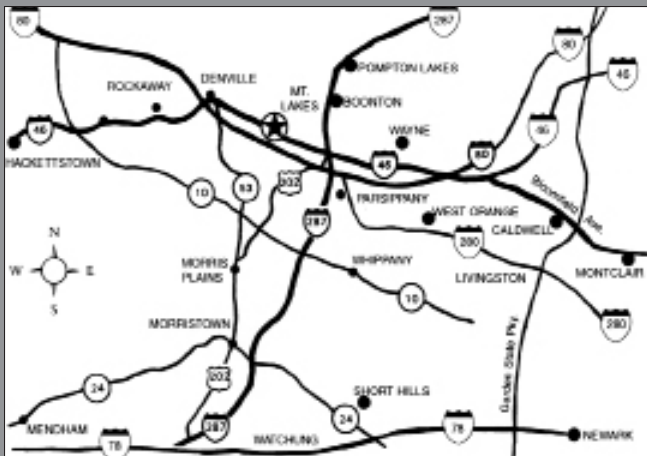 80
287
80
POMPTON LAKES
46
DENVILLE
MT.
LAKES
ROCKAWAY
BOONTON
46
WAYNE
46
HACKETTSTOWN
80
46
53
202
10
PARSIPPANY
Bloomfield Ave.
WEST ORANGE
CALDWELL
287
280
N
W
E
S
MORRIS
PLAINS
WHIPPANY
LIVINGSTON
MONTCLAIR
10
MORRISTOWN
280
Garden State Pky.
202
24
SHORT HILLS
24
MENDHAM
287
78
WATCHUNG
78
NEWARK